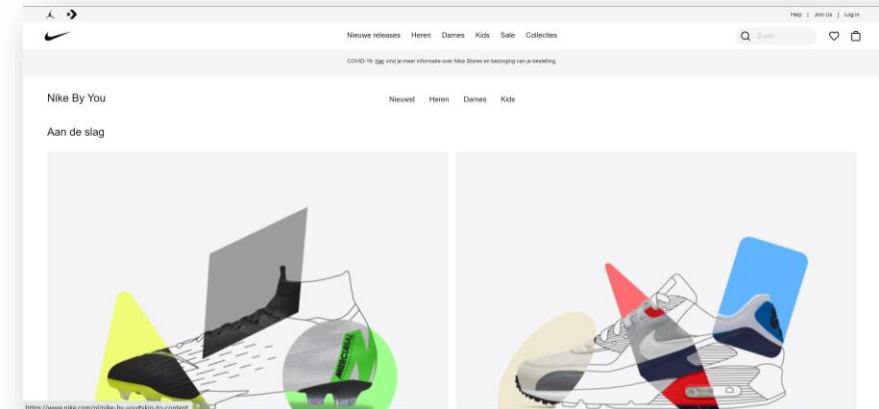 Help | Join Us | Log in
Nieuwe releases Heren Dames Kids Sale Collecties
Zoek
COVID-19: hier vind je meer informatie over Nike Stores en bezorging van je bestelling.
Nike By You
Nieuwst Heren Dames Kids
Aan de slag
MERCURIAL
https://www.nike.com/nl/nike-by-you#skip-to-content